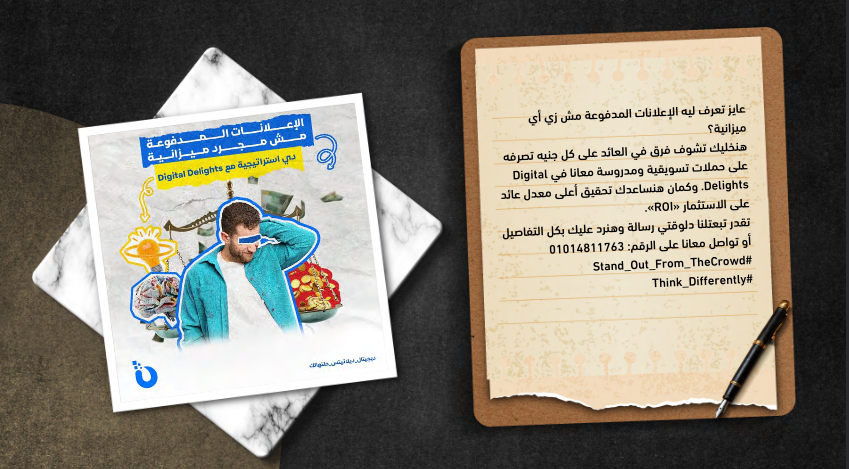 الإعلانات المدفوعة
مش مجرد ميزانية
دي استراتيجية مع Digital Delights
ديجيتال_ديلايتس_حلنهالك
عايز تعرف ليه الإعلانات المدفوعة مش زي أي
ميزانية؟
هنخليك تشوف فرق في العائد على كل جنيه تصرفه
على حملات تسويقية ومدروسة معانا في Digital
Delights، وكمان هنساعدك تحقيق أعلى معدل عائد
على الاستثمار «ROI».
تقدر تبعتلنا دلوقتي رسالة وهنرد عليك بكل التفاصيل
أو تواصل معانا على الرقم: 01014811763
#Stand_Out_From_TheCrowd
#Think_Differently